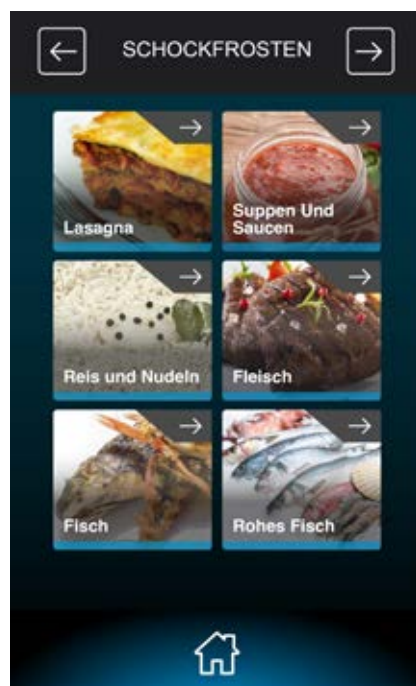 SCHOCKFROSTEN
Lasagna
Suppen Und
Saucen
Reis und Nudeln
Fleisch
Fisch
Rohes Fisch